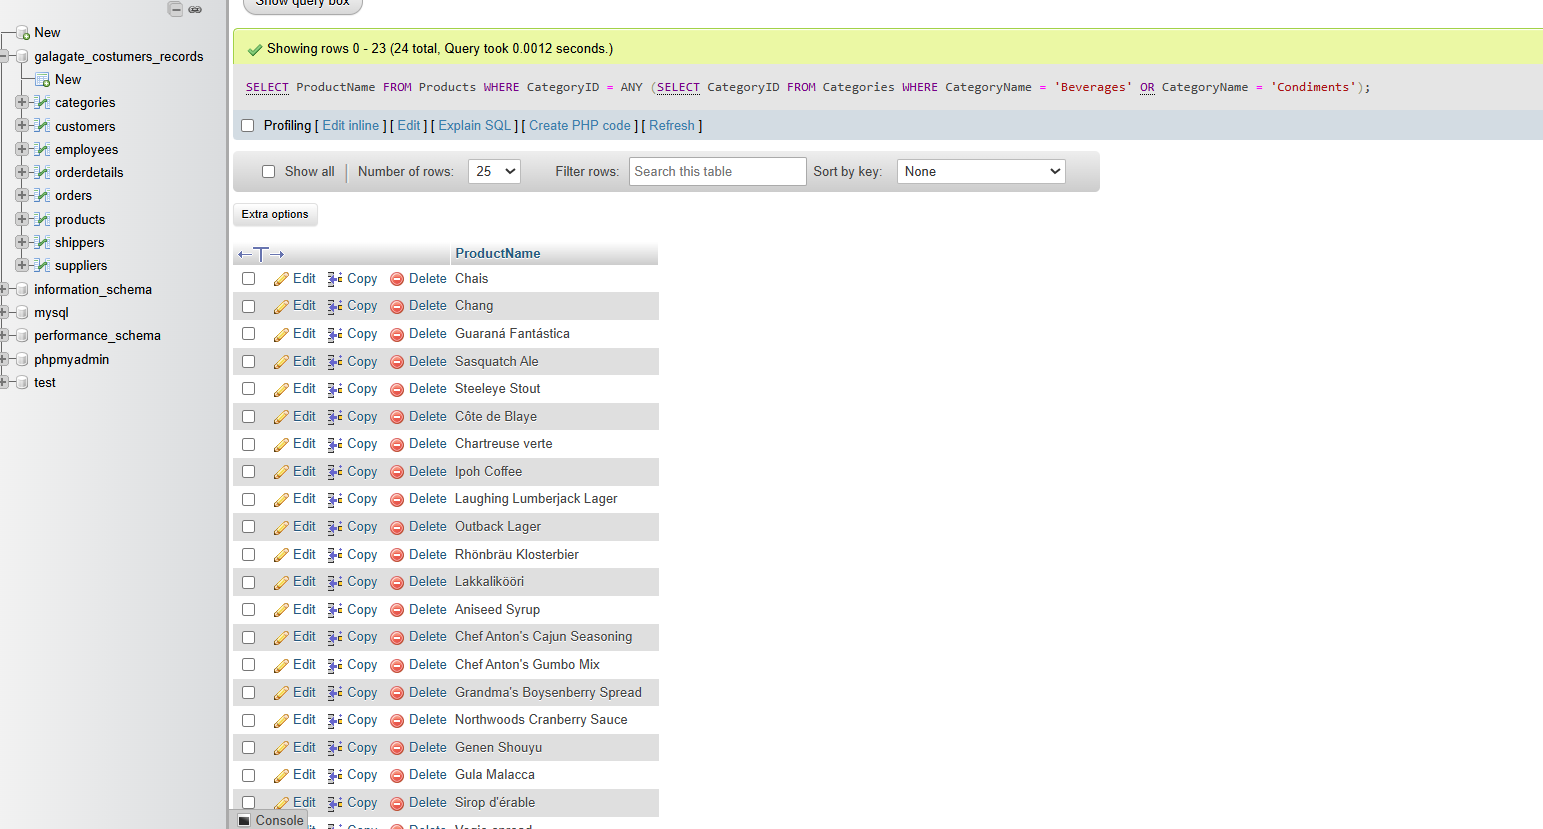 Show query box
New
galagate_costumers_records
New
categories
customers
employees
orderdetails
orders
products
shippers
suppliers
information_schema
mysql
performance_schema
phpmyadmin
test
Showing rows 0 - 23 (24 total, Query took 0.0012 seconds.)
SELECT ProductName FROM Products WHERE CategoryID = ANY (SELECT CategoryID FROM Categories WHERE CategoryName = 'Beverages' OR CategoryName = 'Condiments');
Profiling [ Edit inline ] [ Edit ] [ Explain SQL ] [ Create PHP code ] [ Refresh ]
Show all | Number of rows: 25 Filter rows: Search this table Sort by key: None
Extra options
←T→ ProductName
Edit Copy Delete Chais
Edit Copy Delete Chang
Edit Copy Delete Guaraná Fantástica
Edit Copy Delete Sasquatch Ale
Edit Copy Delete Steeleye Stout
Edit Copy Delete Côte de Blaye
Edit Copy Delete Chartreuse verte
Edit Copy Delete Ipoh Coffee
Edit Copy Delete Laughing Lumberjack Lager
Edit Copy Delete Outback Lager
Edit Copy Delete Rhönbräu Klosterbier
Edit Copy Delete Lakkalikööri
Edit Copy Delete Aniseed Syrup
Edit Copy Delete Chef Anton's Cajun Seasoning
Edit Copy Delete Chef Anton's Gumbo Mix
Edit Copy Delete Grandma's Boysenberry Spread
Edit Copy Delete Northwoods Cranberry Sauce
Edit Copy Delete Genen Shouyu
Edit Copy Delete Gula Malacca
Edit Copy Delete Sirop d'érable
Console